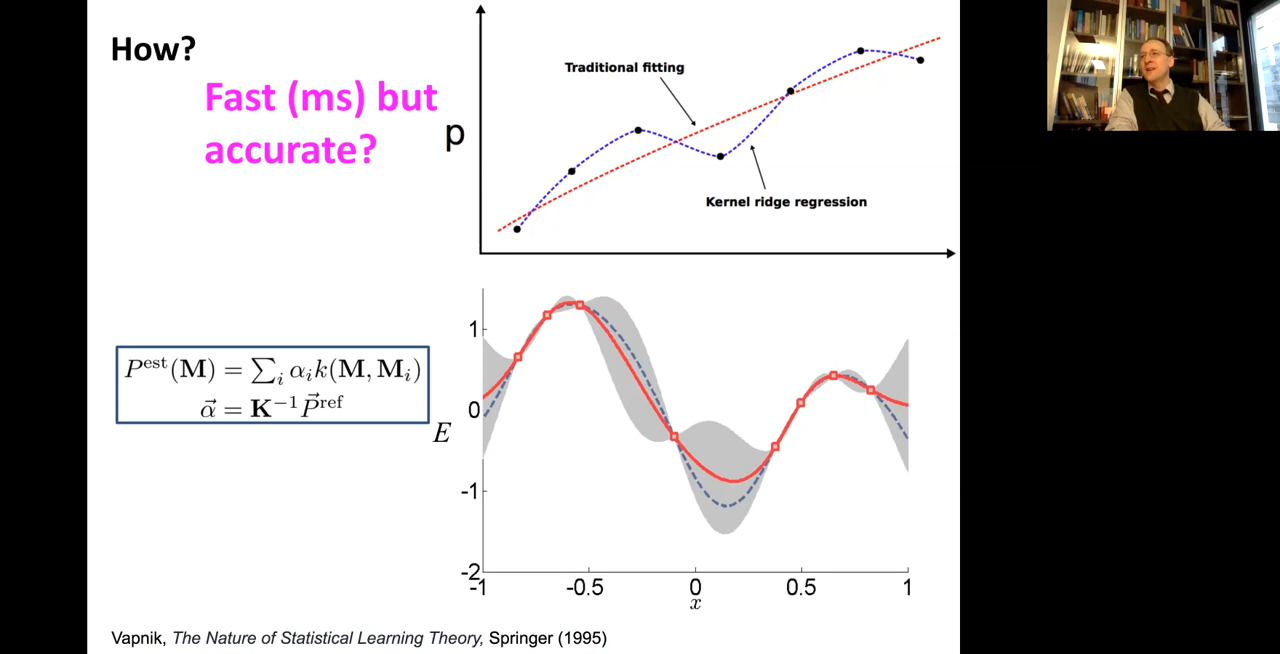 How?
Fast (ms) but
accurate?
p
Traditional fitting
Kernel ridge regression
P^est(M) = ∑_i α_i k(M, M_i)
α⃗ = K^−1 P⃗^ref
E
1
0
-1
-2
-1
-0.5
0
0.5
1
x
Vapnik, The Nature of Statistical Learning Theory, Springer (1995)